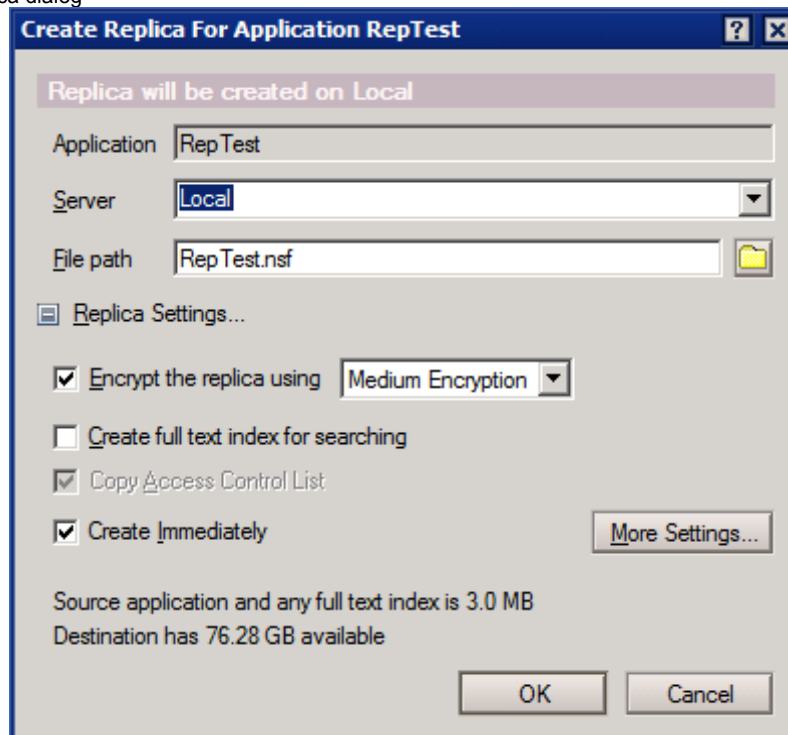 dialog
Create Replica For Application RepTest
Replica will be created on Local
Application RepTest
Server Local
File path RepTest.nsf
Replica Settings...
Encrypt the replica using Medium Encryption
Create full text index for searching
Copy Access Control List
Create Immediately More Settings...
Source application and any full text index is 3.0 MB
Destination has 76.28 GB available
OK Cancel